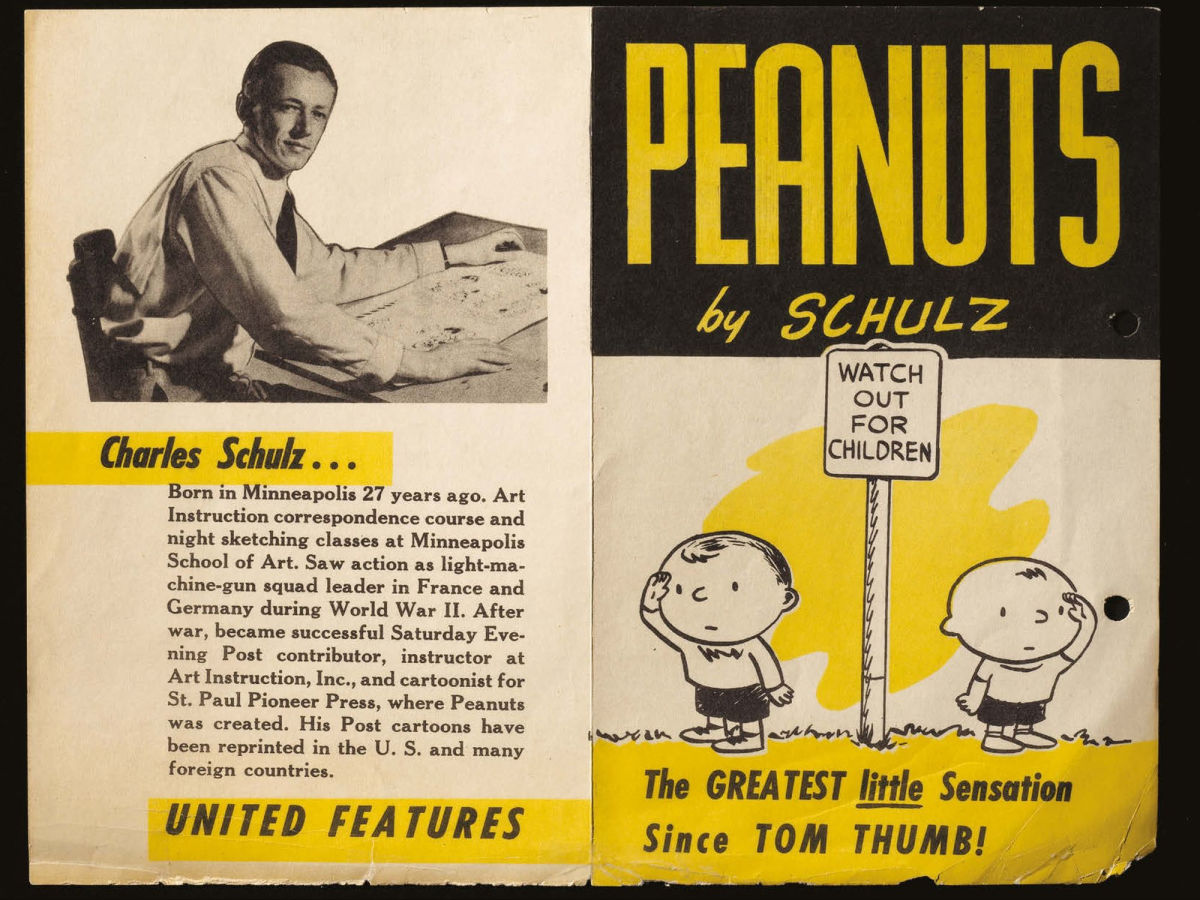 Charles Schulz...
Born in Minneapolis 27 years ago. Art
Instruction correspondence course and
night sketching classes at Minneapolis
School of Art. Saw action as light-ma-
chine-gun squad leader in France and
Germany during World War II. After
war, became successful Saturday Eve-
ning Post contributor, instructor at
Art Instruction, Inc., and cartoonist for
St. Paul Pioneer Press, where Peanuts
was created. His Post cartoons have
been reprinted in the U. S. and many
foreign countries.
UNITED FEATURES
PEANUTS
by SCHULZ
WATCH
OUT
FOR
CHILDREN
The GREATEST little Sensation
Since TOM THUMB!